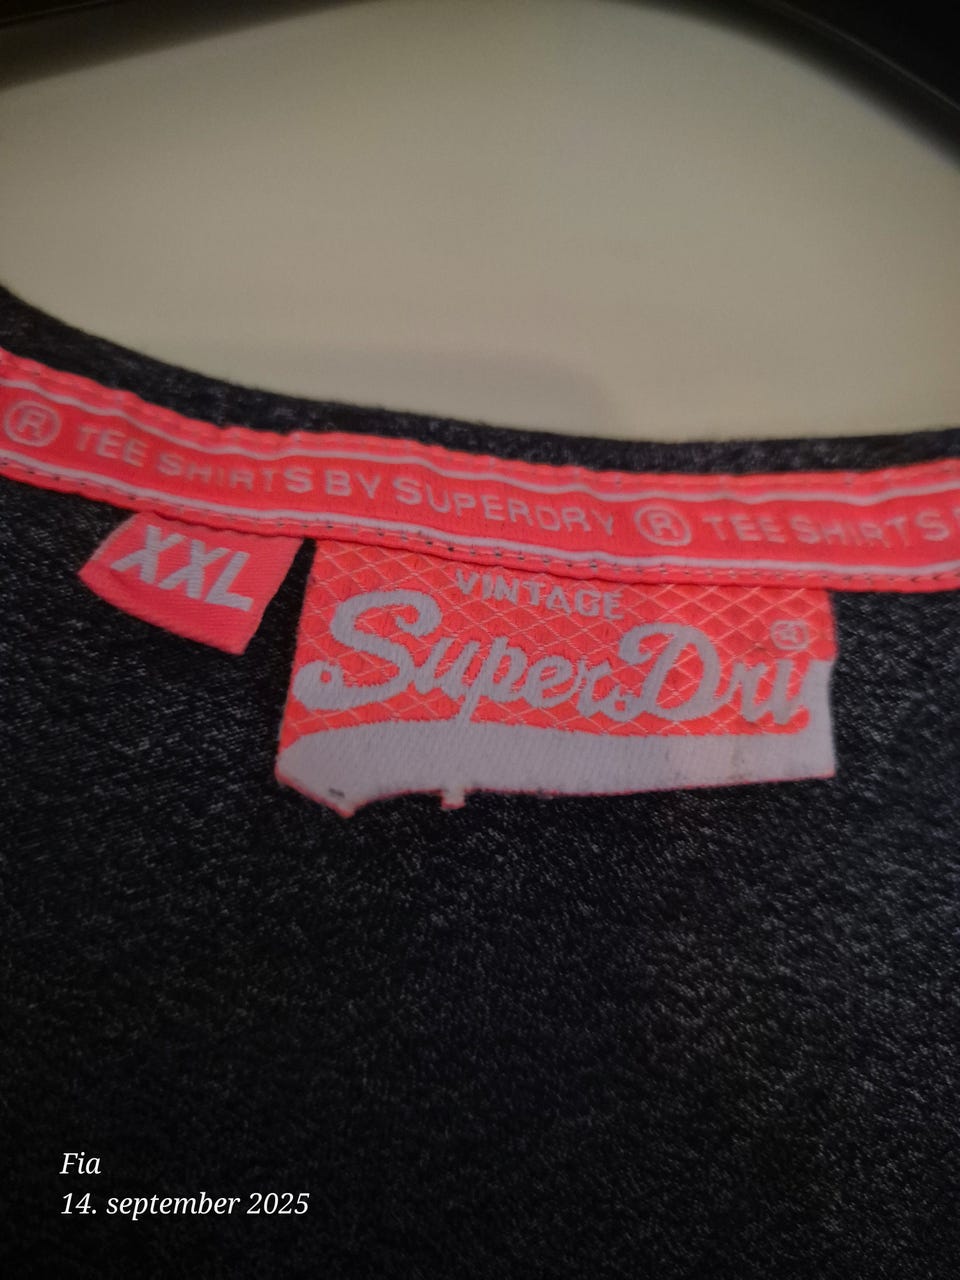 ® TEE SHIRTS BY SUPERDRY ® TEE SHIRTS
XXL
VINTAGE
SuperDry ®
Fia
14. september 2025